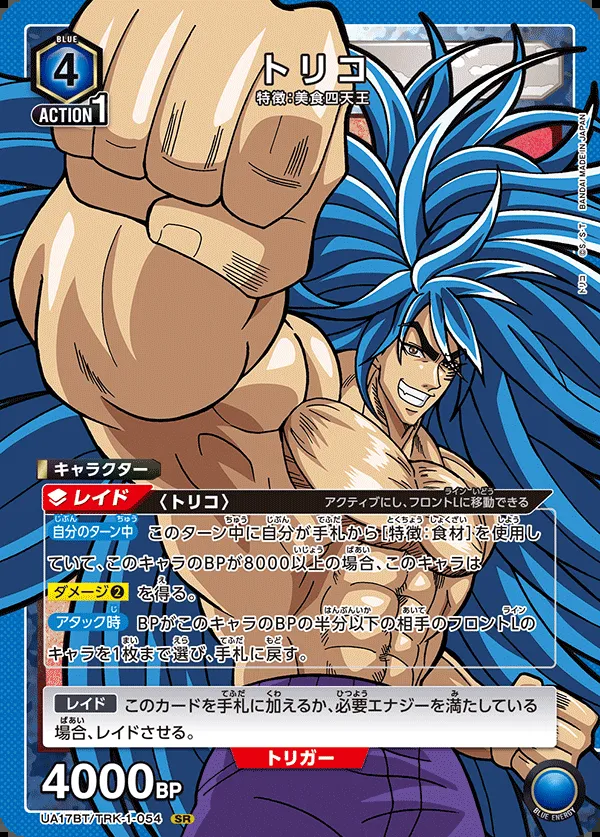 BLUE
4
ACTION 1
トリコ
特徴:美食四天王
トリコ ©S./S・T BANDAI MADE IN JAPAN
キャラクター
レイド 〈トリコ〉 アクティブにし、フロントLに移動できる
自分のターン中 このターン中に自分が手札から[特徴:食材]を使用し
ていて、このキャラのBPが8000以上の場合、このキャラは
ダメージ2 を得る。
アタック時 BPがこのキャラのBPの半分以下の相手のフロントLの
キャラを1枚まで選び、手札に戻す。
レイド このカードを手札に加えるか、必要エナジーを満たしている
場合、レイドさせる。
トリガー
4000BP
UA17BT/TRK-1-054 SR
BLUE ENERGY